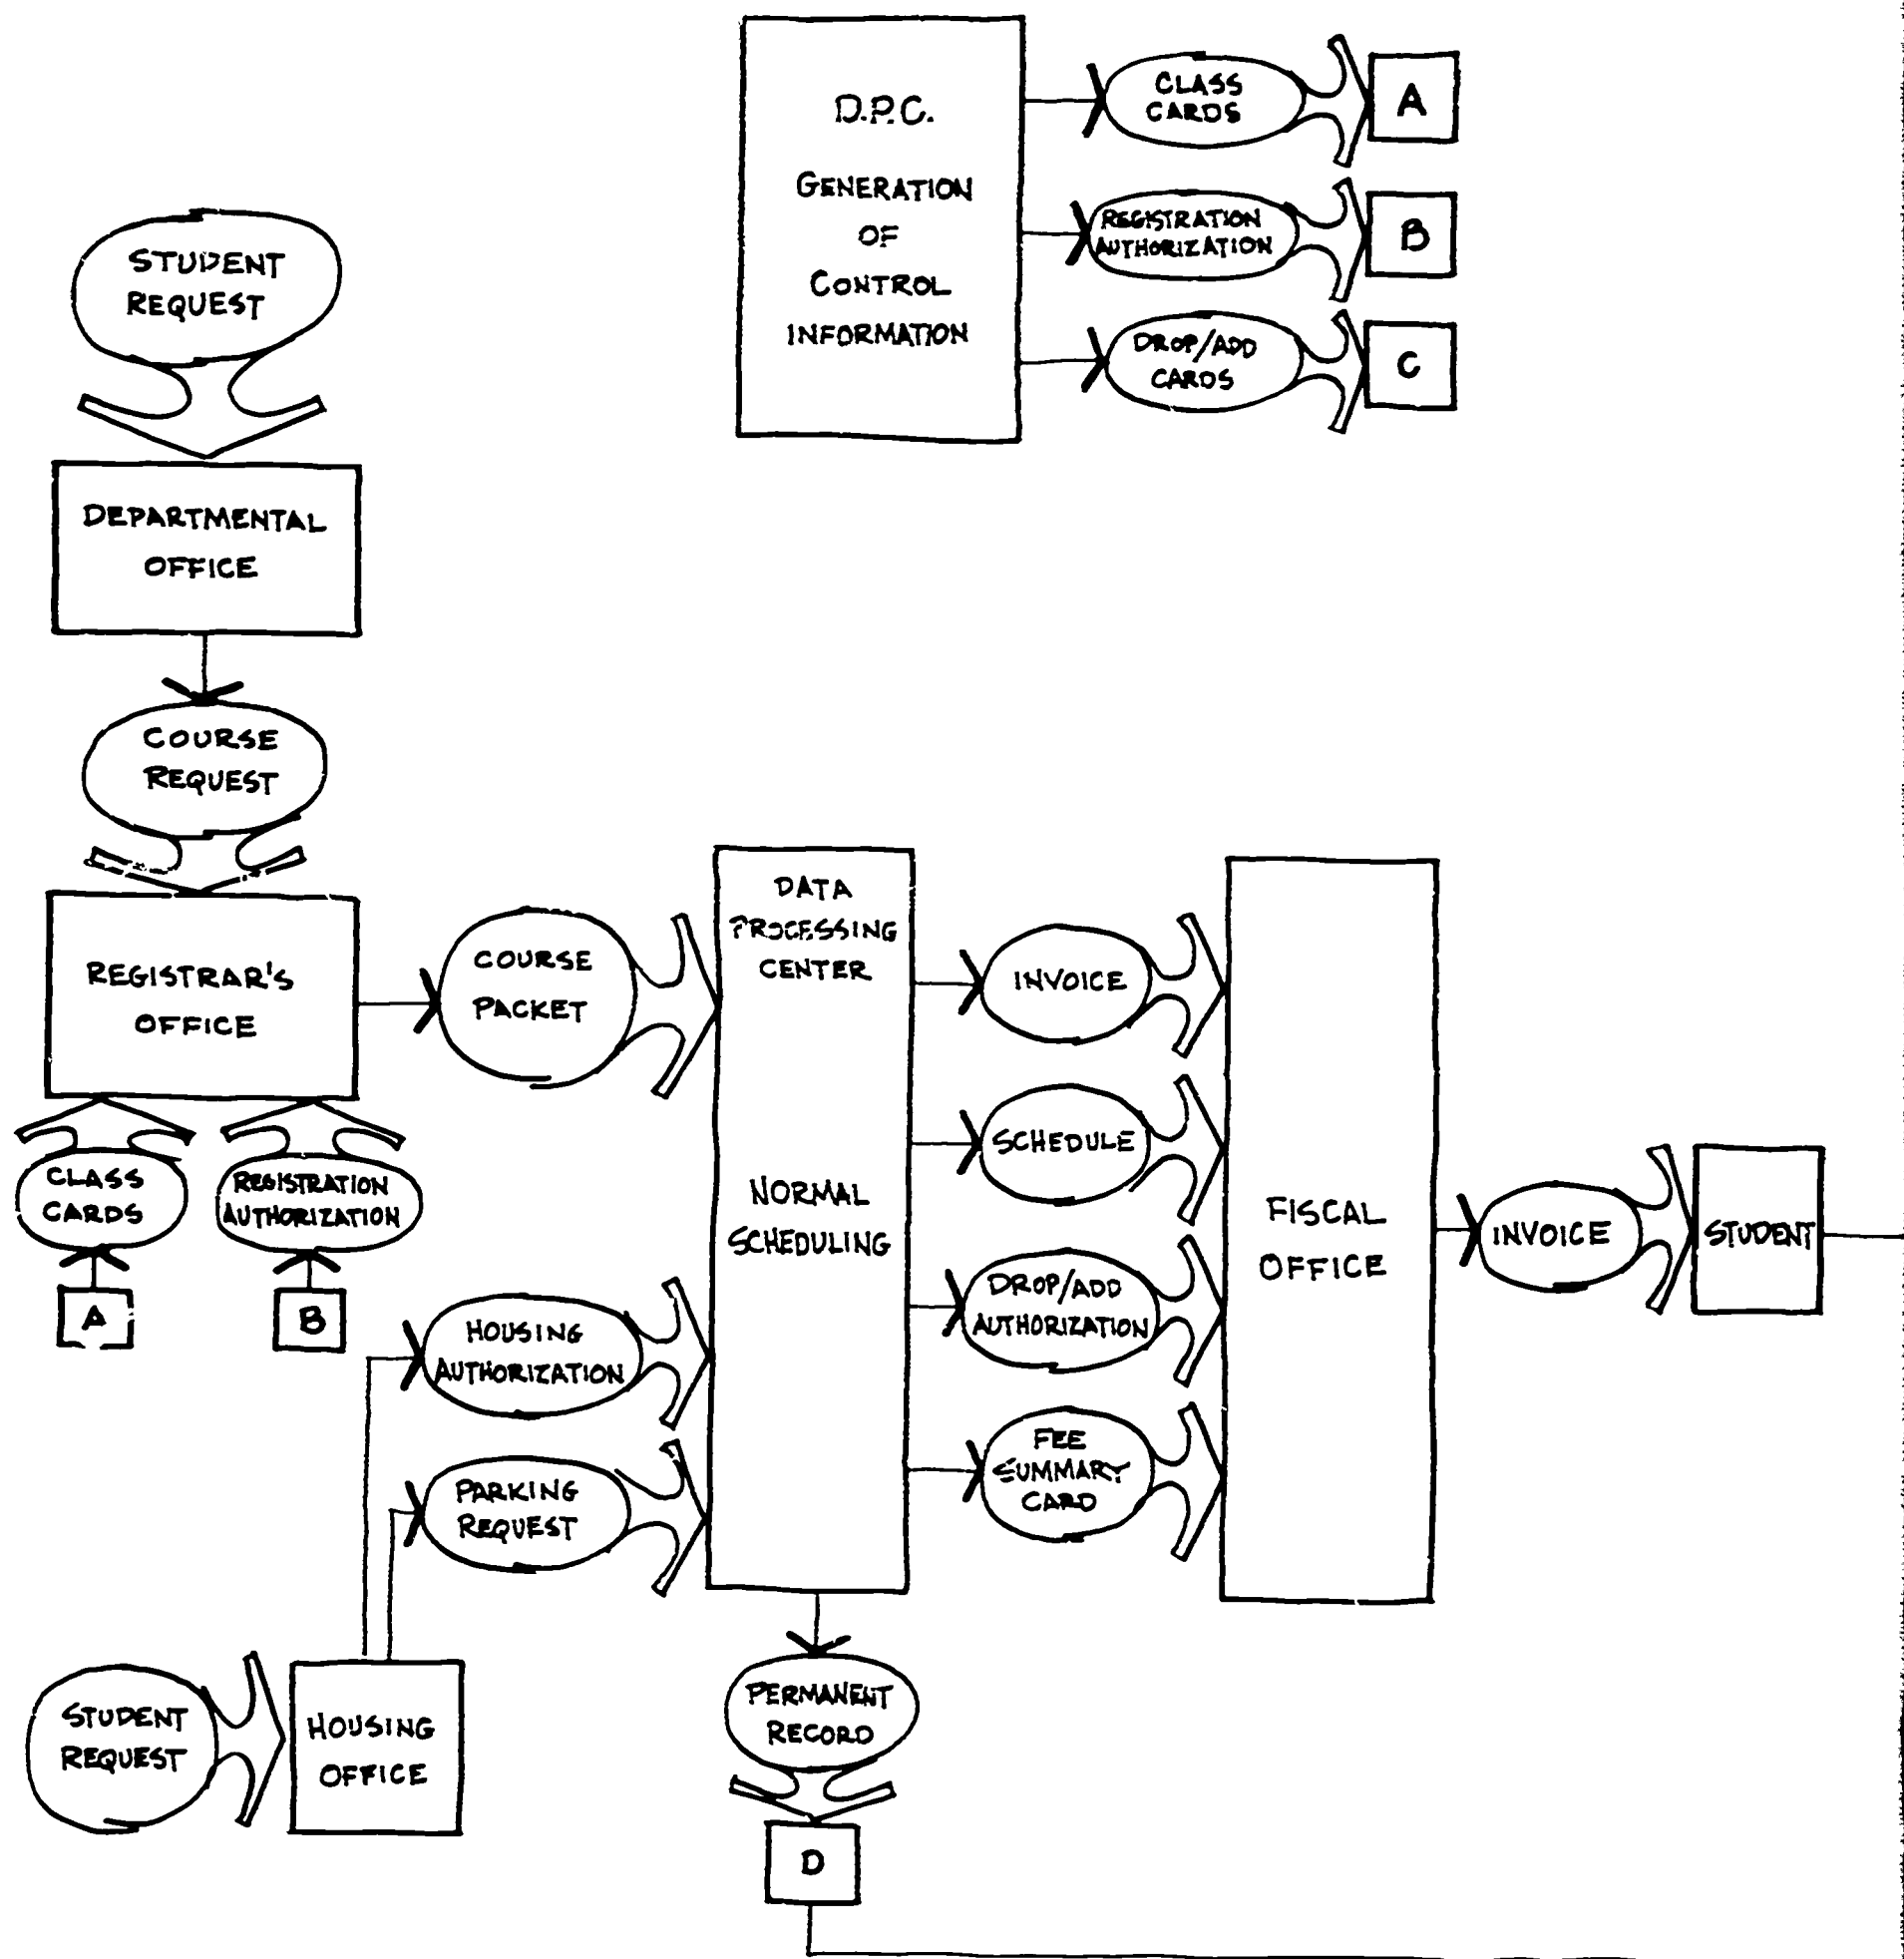 D.P.C.
GENERATION
OF
CONTROL
INFORMATION
CLASS
CARDS
A
REGISTRATION
AUTHORIZATION
B
DROP/ADD
CARDS
C
STUDENT
REQUEST
DEPARTMENTAL
OFFICE
COURSE
REQUEST
REGISTRAR'S
OFFICE
CLASS
CARDS
A
REGISTRATION
AUTHORIZATION
B
COURSE
PACKET
HOUSING
AUTHORIZATION
PARKING
REQUEST
STUDENT
REQUEST
HOUSING
OFFICE
DATA
PROCESSING
CENTER
NORMAL
SCHEDULING
PERMANENT
RECORD
D
INVOICE
SCHEDULE
DROP/ADD
AUTHORIZATION
FEE
SUMMARY
CARD
FISCAL
OFFICE
INVOICE
STUDENT